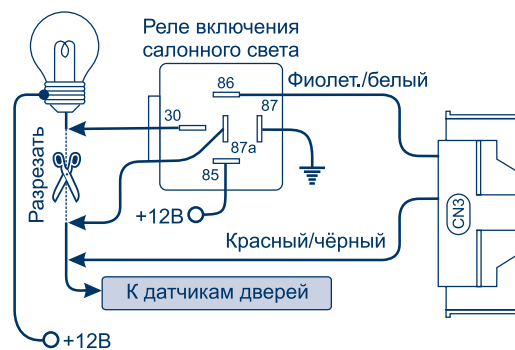 Реле включения
салонного света
86
Фиолет./белый
30
87
87а
85
Разрезать
+12В
CN3
Красный/чёрный
К датчикам дверей
+12В